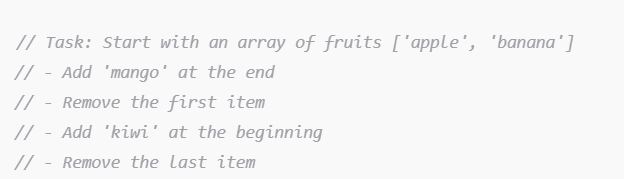 // Task: Start with an array of fruits ['apple', 'banana']
// - Add 'mango' at the end
// - Remove the first item
// - Add 'kiwi' at the beginning
// - Remove the last item